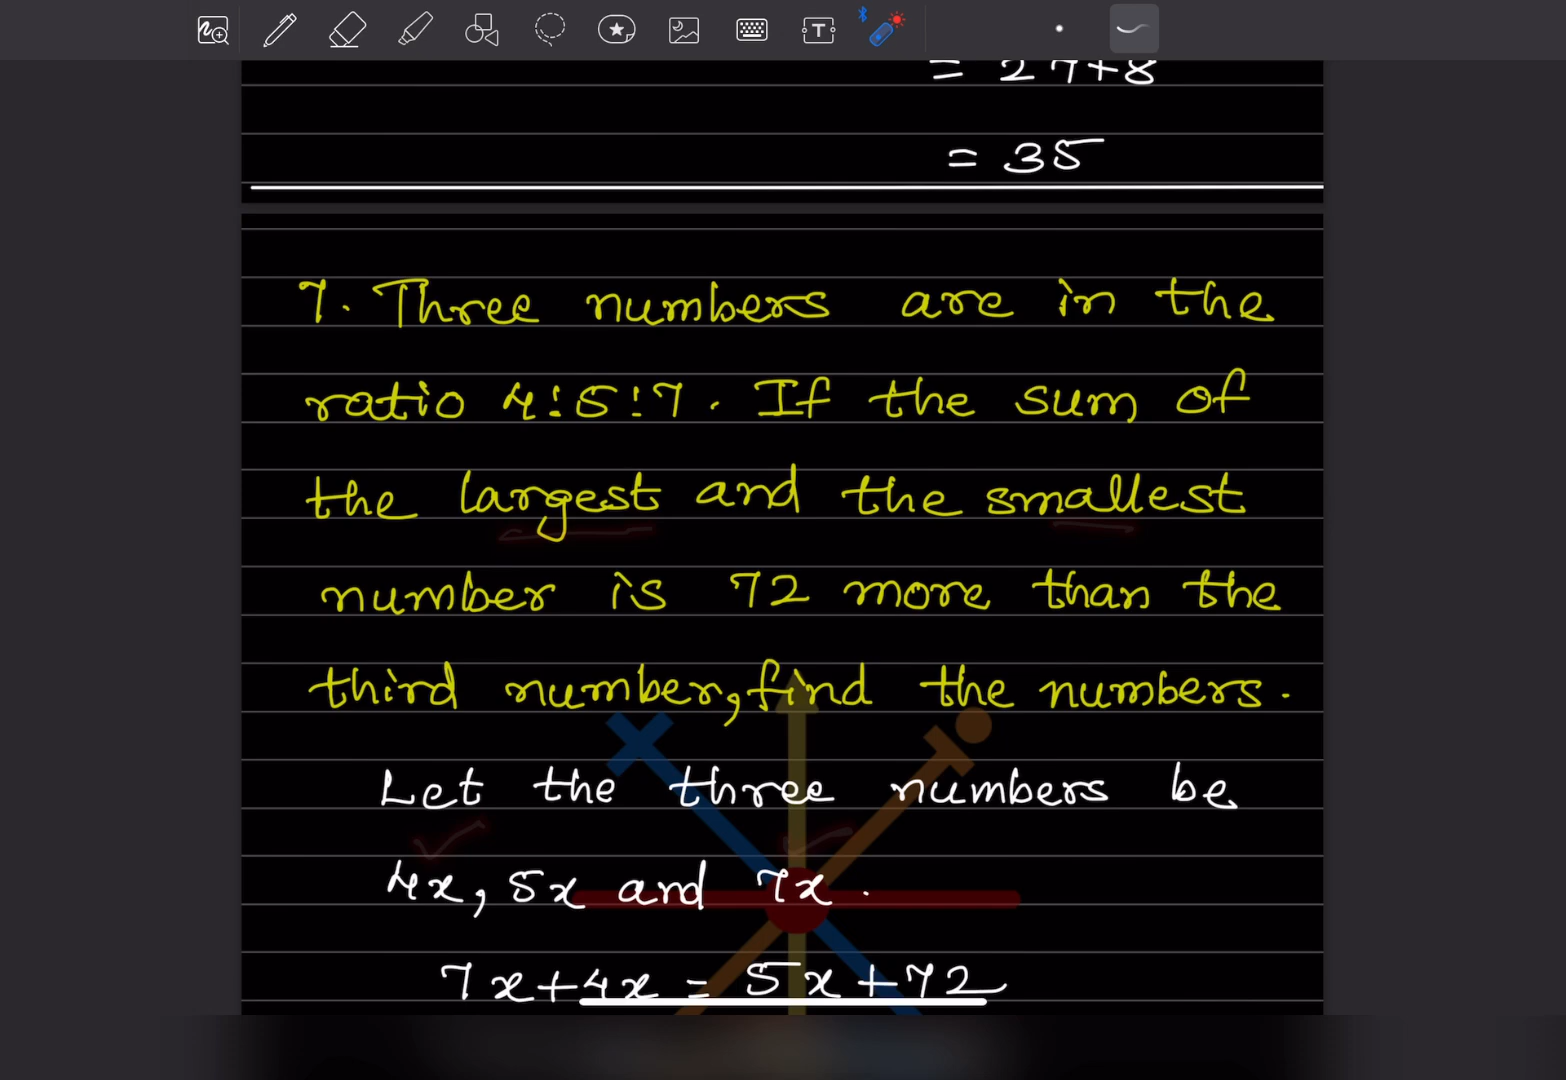 = 27+8
= 35
7. Three numbers are in the
ratio 4:5:7. If the sum of
the largest and the smallest
number is 72 more than the
third number, find the numbers.
Let the three numbers be
4x, 5x and 7x.
7x+4x = 5x+72